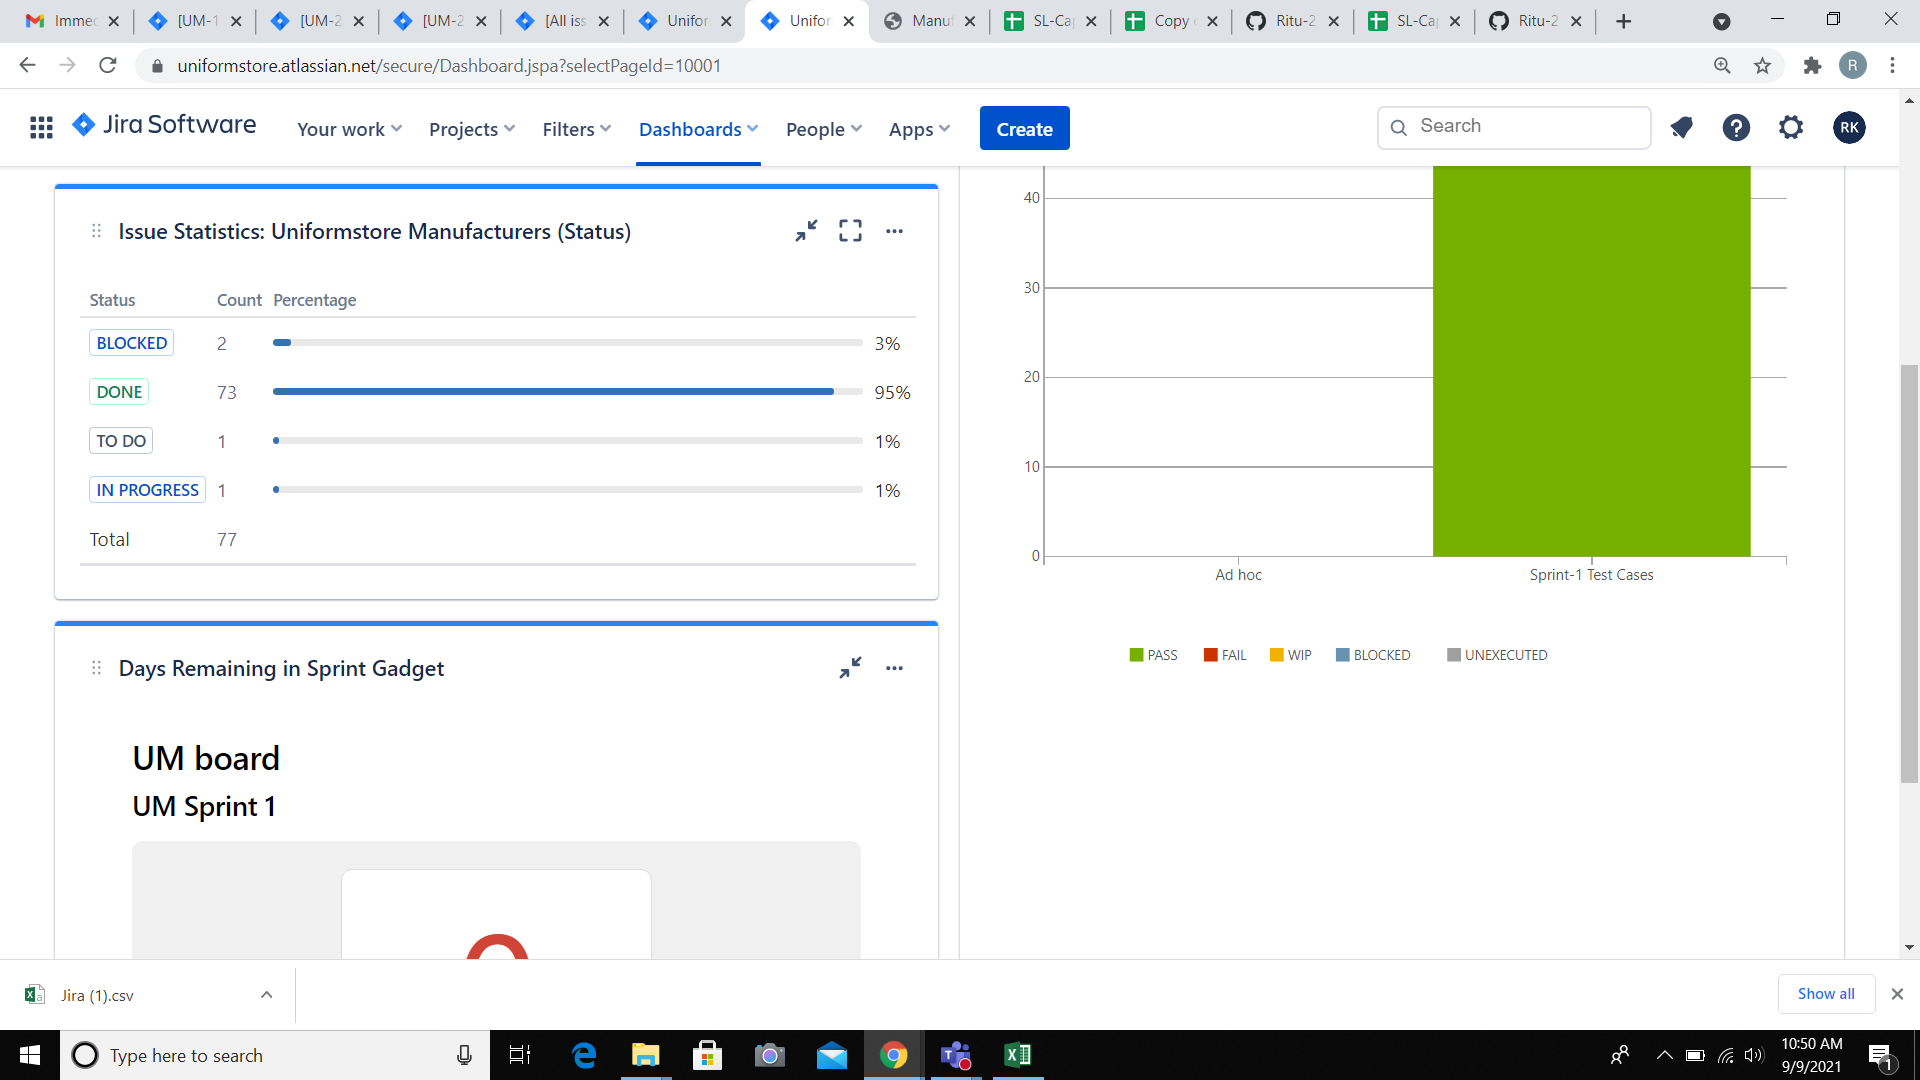 Immec [UM-1 [UM-2 [UM-2 [All iss Unifor Unifor Manuf SL-Ca Copy Ritu-2 SL-Ca Ritu-2
uniformstore.atlassian.net/secure/Dashboard.jspa?selectPageId=10001 R
Jira Software Your work Projects Filters Dashboards People Apps Create Search RK
Issue Statistics: Uniformstore Manufacturers (Status)
Status Count Percentage
BLOCKED 2 3%
DONE 73 95%
TO DO 1 1%
IN PROGRESS 1 1%
Total 77
40
30
20
10
0
Ad hoc Sprint-1 Test Cases
PASS FAIL WIP BLOCKED UNEXECUTED
Days Remaining in Sprint Gadget
UM board
UM Sprint 1
Jira (1).csv Show all
Type here to search
10:50 AM
9/9/2021
1